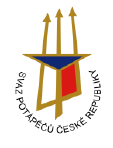 SVAZ POTÁPĚČŮ ČESKÉ REPUBLIKY